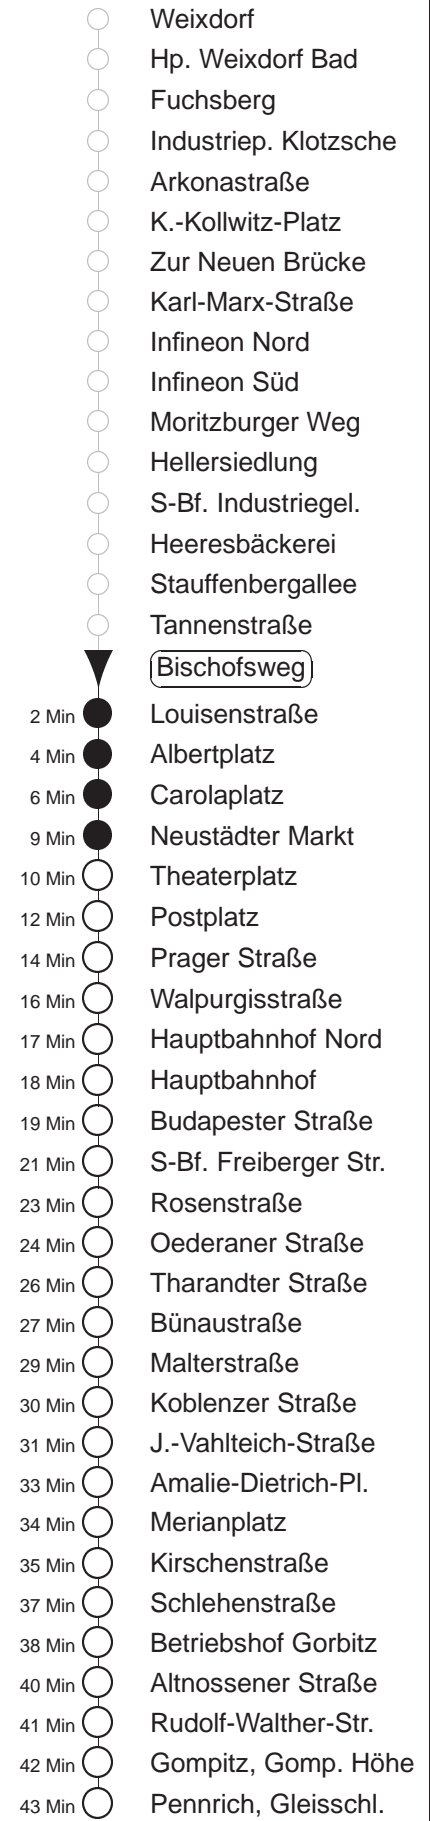 Weixdorf
Hp. Weixdorf Bad
Fuchsberg
Industriep. Klotzsche
Arkonastraße
K.-Kollwitz-Platz
Zur Neuen Brücke
Karl-Marx-Straße
Infineon Nord
Infineon Süd
Moritzburger Weg
Hellersiedlung
S-Bf. Industriegel.
Heeresbäckerei
Stauffenbergallee
Tannenstraße
Bischofsweg
2 Min Louisenstraße
4 Min Albertplatz
6 Min Carolaplatz
9 Min Neustädter Markt
10 Min Theaterplatz
12 Min Postplatz
14 Min Prager Straße
16 Min Walpurgisstraße
17 Min Hauptbahnhof Nord
18 Min Hauptbahnhof
19 Min Budapester Straße
21 Min S-Bf. Freiberger Str.
23 Min Rosenstraße
24 Min Oederaner Straße
26 Min Tharandter Straße
27 Min Bünaustraße
29 Min Malterstraße
30 Min Koblenzer Straße
31 Min J.-Vahlteich-Straße
33 Min Amalie-Dietrich-Pl.
34 Min Merianplatz
35 Min Kirschenstraße
37 Min Schlehenstraße
38 Min Betriebshof Gorbitz
40 Min Altnossener Straße
41 Min Rudolf-Walther-Str.
42 Min Gompitz, Gomp. Höhe
43 Min Pennrich, Gleisschl.